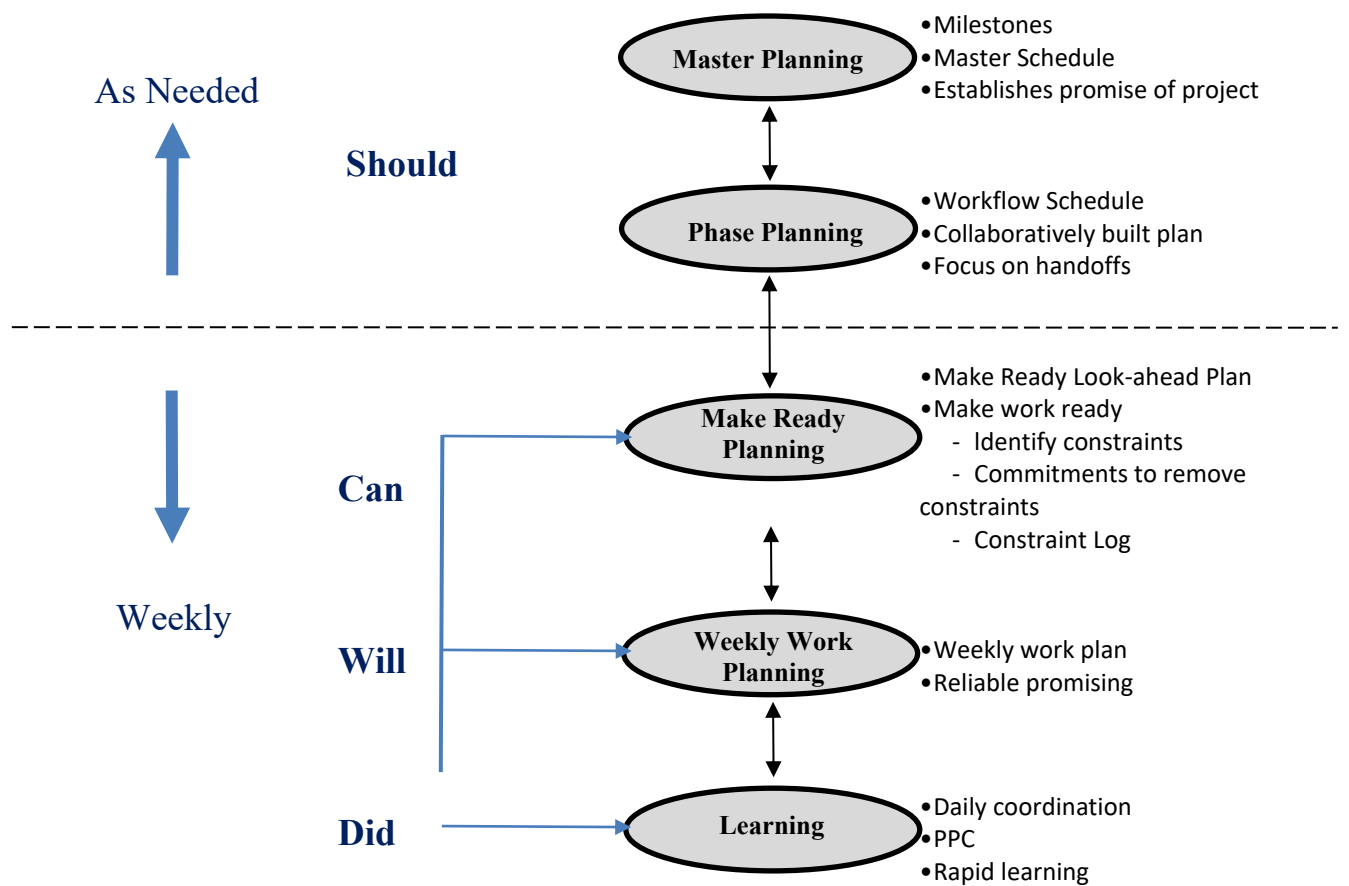 As Needed
Should
Master Planning
•Milestones
•Master Schedule
•Establishes promise of project
Phase Planning
•Workflow Schedule
•Collaboratively built plan
•Focus on handoffs
Weekly
Can
Make Ready
Planning
•Make Ready Look-ahead Plan
•Make work ready
- Identify constraints
- Commitments to remove
constraints
- Constraint Log
Will
Weekly Work
Planning
•Weekly work plan
•Reliable promising
Did
Learning
•Daily coordination
•PPC
•Rapid learning